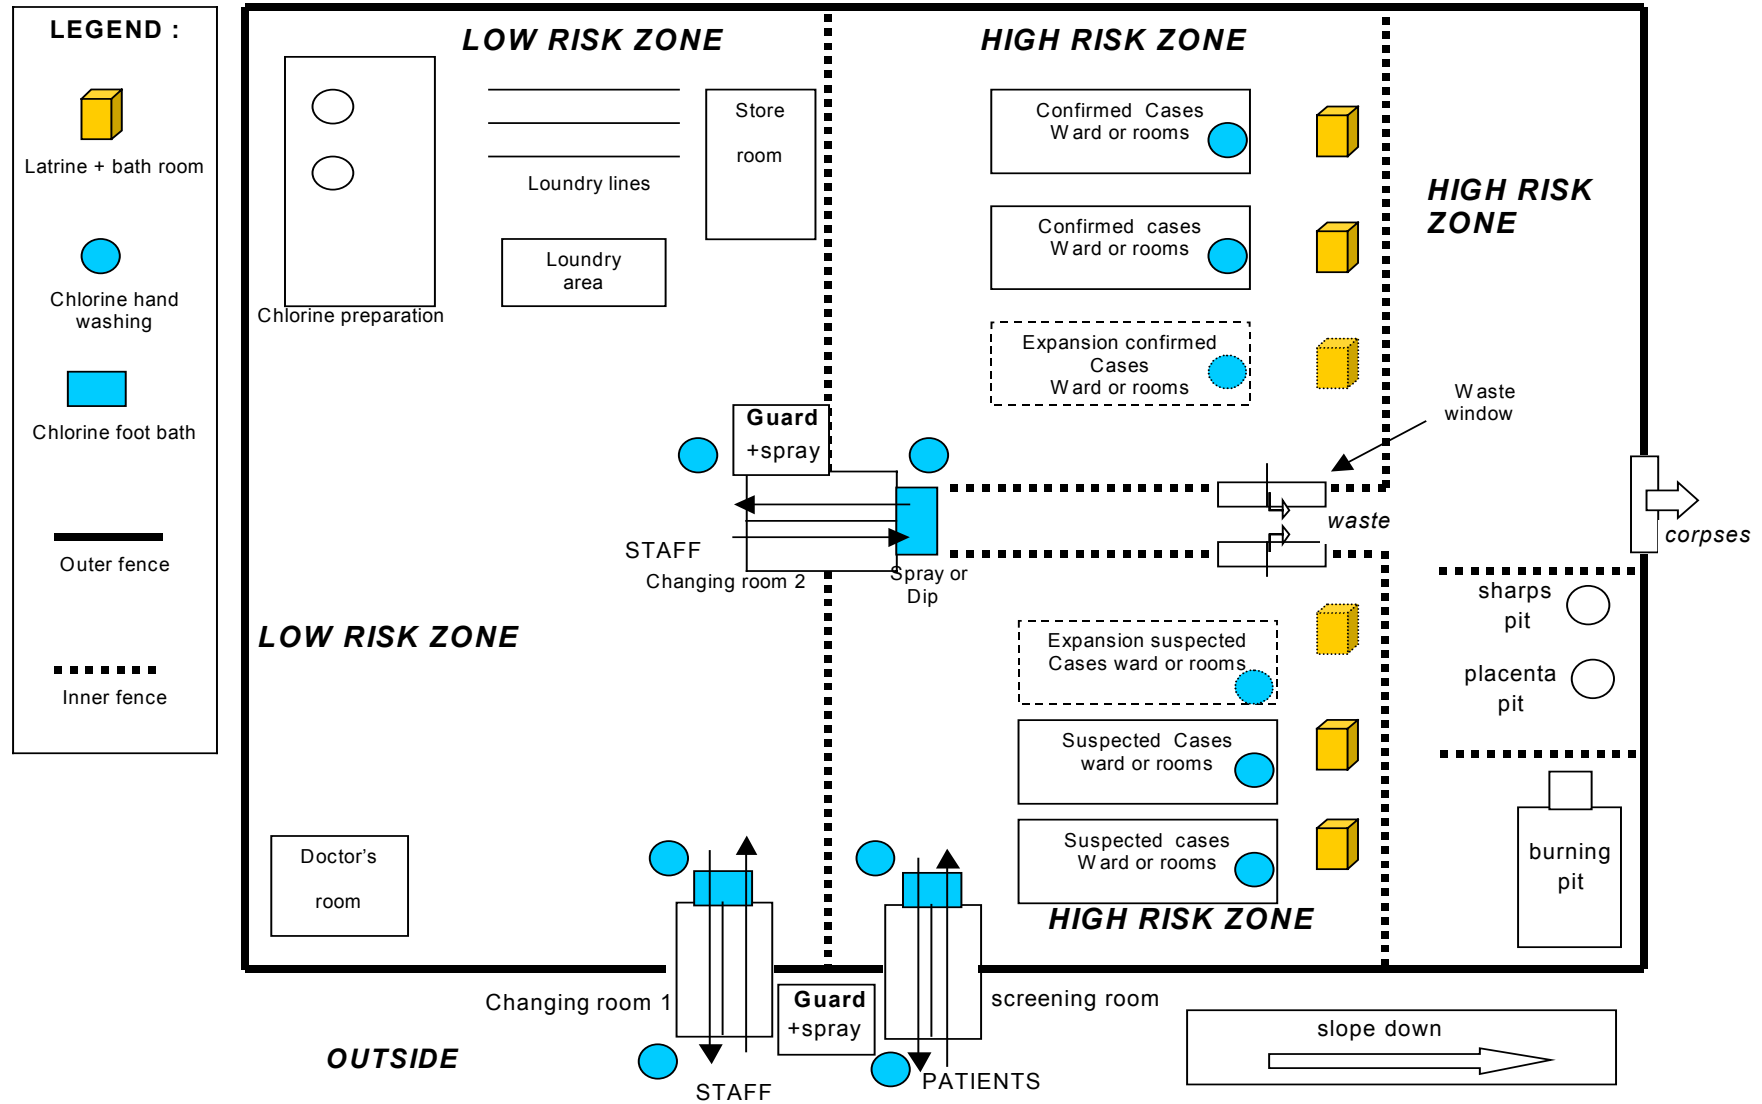 LEGEND :
Latrine + bath room
Chlorine hand
washing
Chlorine foot bath
Outer fence
Inner fence
LOW RISK ZONE
HIGH RISK ZONE
HIGH RISK
ZONE
Chlorine preparation
Loundry lines
Store
room
Loundry
area
Confirmed Cases
Ward or rooms
Confirmed cases
Ward or rooms
Expansion confirmed
Cases
Ward or rooms
Waste
window
Guard
+spray
STAFF
Changing room 2
Spray or
Dip
waste
corpses
LOW RISK ZONE
Expansion suspected
Cases ward or rooms
Suspected Cases
ward or rooms
Suspected cases
Ward or rooms
HIGH RISK ZONE
sharps
pit
placenta
pit
burning
pit
Doctor's
room
Changing room 1
Guard
+spray
screening room
OUTSIDE
STAFF
PATIENTS
slope down